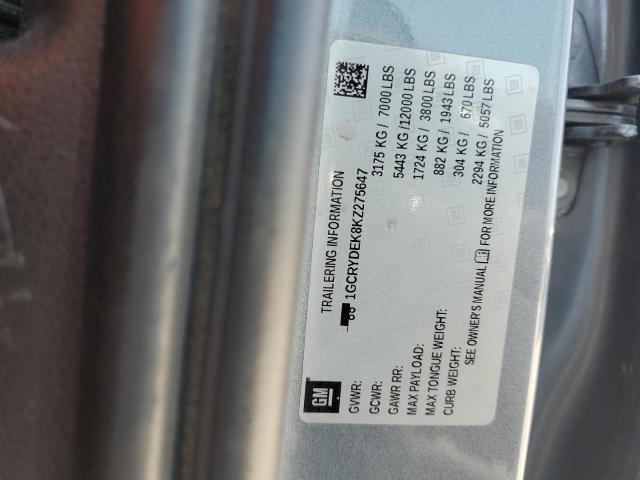 GM
TRAILERING INFORMATION
1GCRYDEK8KZ275647
GVWR: 3175 KG / 7000 LBS
GCWR: 5443 KG /12000 LBS
GAWR RR: 1724 KG / 3800 LBS
MAX PAYLOAD: 882 KG / 1943 LBS
MAX TONGUE WEIGHT: 304 KG / 670 LBS
CURB WEIGHT: 2294 KG / 5057 LBS
SEE OWNER'S MANUAL FOR MORE INFORMATION